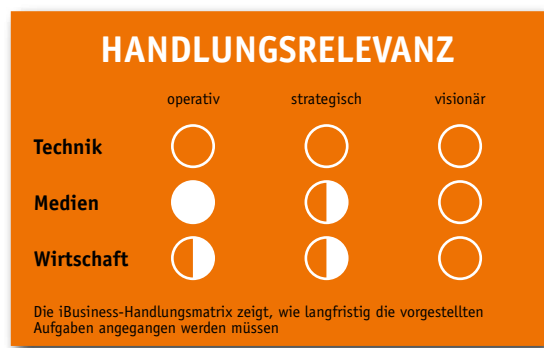 HANDLUNGSRELEVANZ
operativ strategisch visionär
Technik
Medien
Wirtschaft
Die iBusiness-Handlungsmatrix zeigt, wie langfristig die vorgestellten
Aufgaben angegangen werden müssen